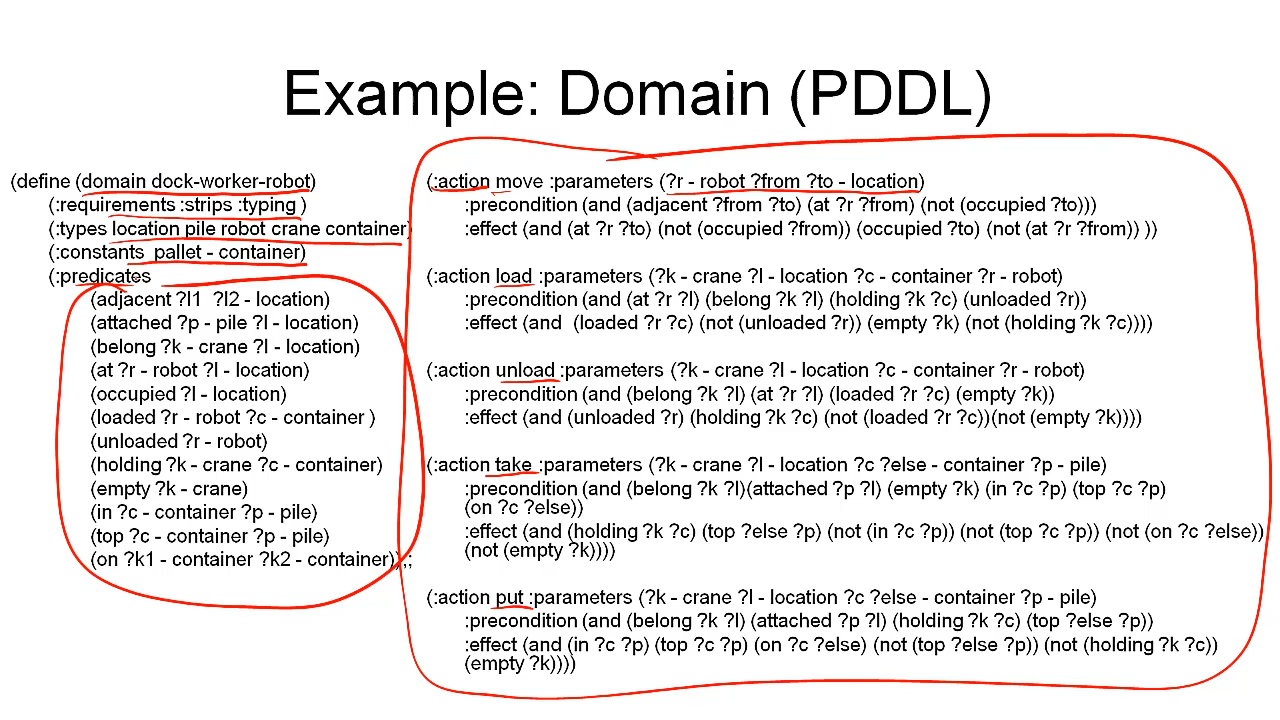 Example: Domain (PDDL)
(define (domain dock-worker-robot)
(:requirements :strips :typing )
(:types location pile robot crane container)
(:constants pallet - container)
(:predicates
(adjacent ?l1 ?l2 - location)
(attached ?p - pile ?l - location)
(belong ?k - crane ?l - location)
(at ?r - robot ?l - location)
(occupied ?l - location)
(loaded ?r - robot ?c - container )
(unloaded ?r - robot)
(holding ?k - crane ?c - container)
(empty ?k - crane)
(in ?c - container ?p - pile)
(top ?c - container ?p - pile)
(on ?k1 - container ?k2 - container));;
(:action move :parameters (?r - robot ?from ?to - location)
:precondition (and (adjacent ?from ?to) (at ?r ?from) (not (occupied ?to)))
:effect (and (at ?r ?to) (not (occupied ?from)) (occupied ?to) (not (at ?r ?from)) ))
(:action load :parameters (?k - crane ?l - location ?c - container ?r - robot)
:precondition (and (at ?r ?l) (belong ?k ?l) (holding ?k ?c) (unloaded ?r))
:effect (and (loaded ?r ?c) (not (unloaded ?r)) (empty ?k) (not (holding ?k ?c))))
(:action unload :parameters (?k - crane ?l - location ?c - container ?r - robot)
:precondition (and (belong ?k ?l) (at ?r ?l) (loaded ?r ?c) (empty ?k))
:effect (and (unloaded ?r) (holding ?k ?c) (not (loaded ?r ?c))(not (empty ?k))))
(:action take :parameters (?k - crane ?l - location ?c ?else - container ?p - pile)
:precondition (and (belong ?k ?l)(attached ?p ?l) (empty ?k) (in ?c ?p) (top ?c ?p)
(on ?c ?else))
:effect (and (holding ?k ?c) (top ?else ?p) (not (in ?c ?p)) (not (top ?c ?p)) (not (on ?c ?else))
(not (empty ?k))))
(:action put :parameters (?k - crane ?l - location ?c ?else - container ?p - pile)
:precondition (and (belong ?k ?l) (attached ?p ?l) (holding ?k ?c) (top ?else ?p))
:effect (and (in ?c ?p) (top ?c ?p) (on ?c ?else) (not (top ?else ?p)) (not (holding ?k ?c))
(empty ?k))))